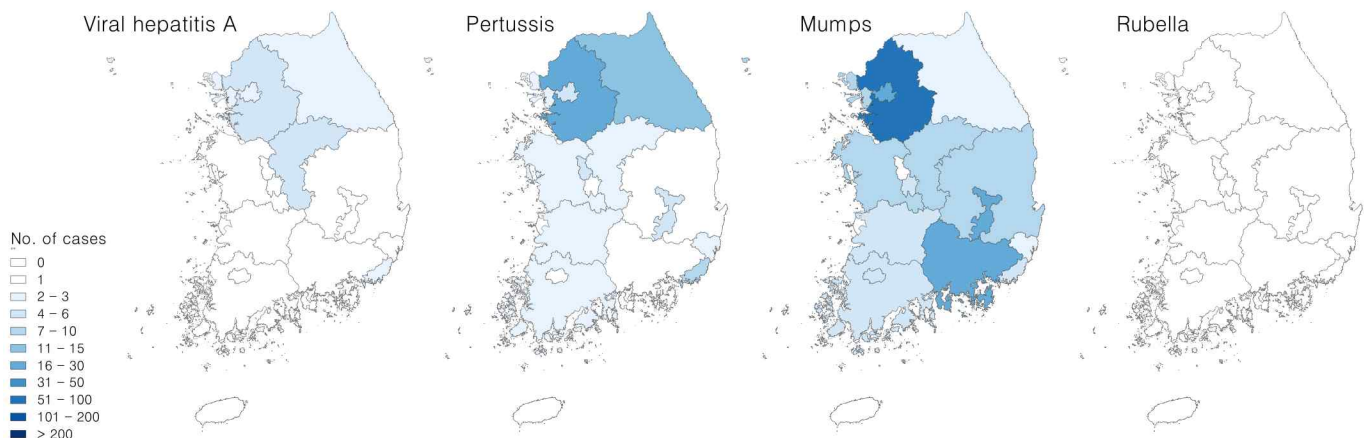 Viral hepatitis A
Pertussis
Mumps
Rubella
No. of cases
0
1
2 – 3
4 – 6
7 – 10
11 – 15
16 – 30
31 – 50
51 – 100
101 – 200
> 200